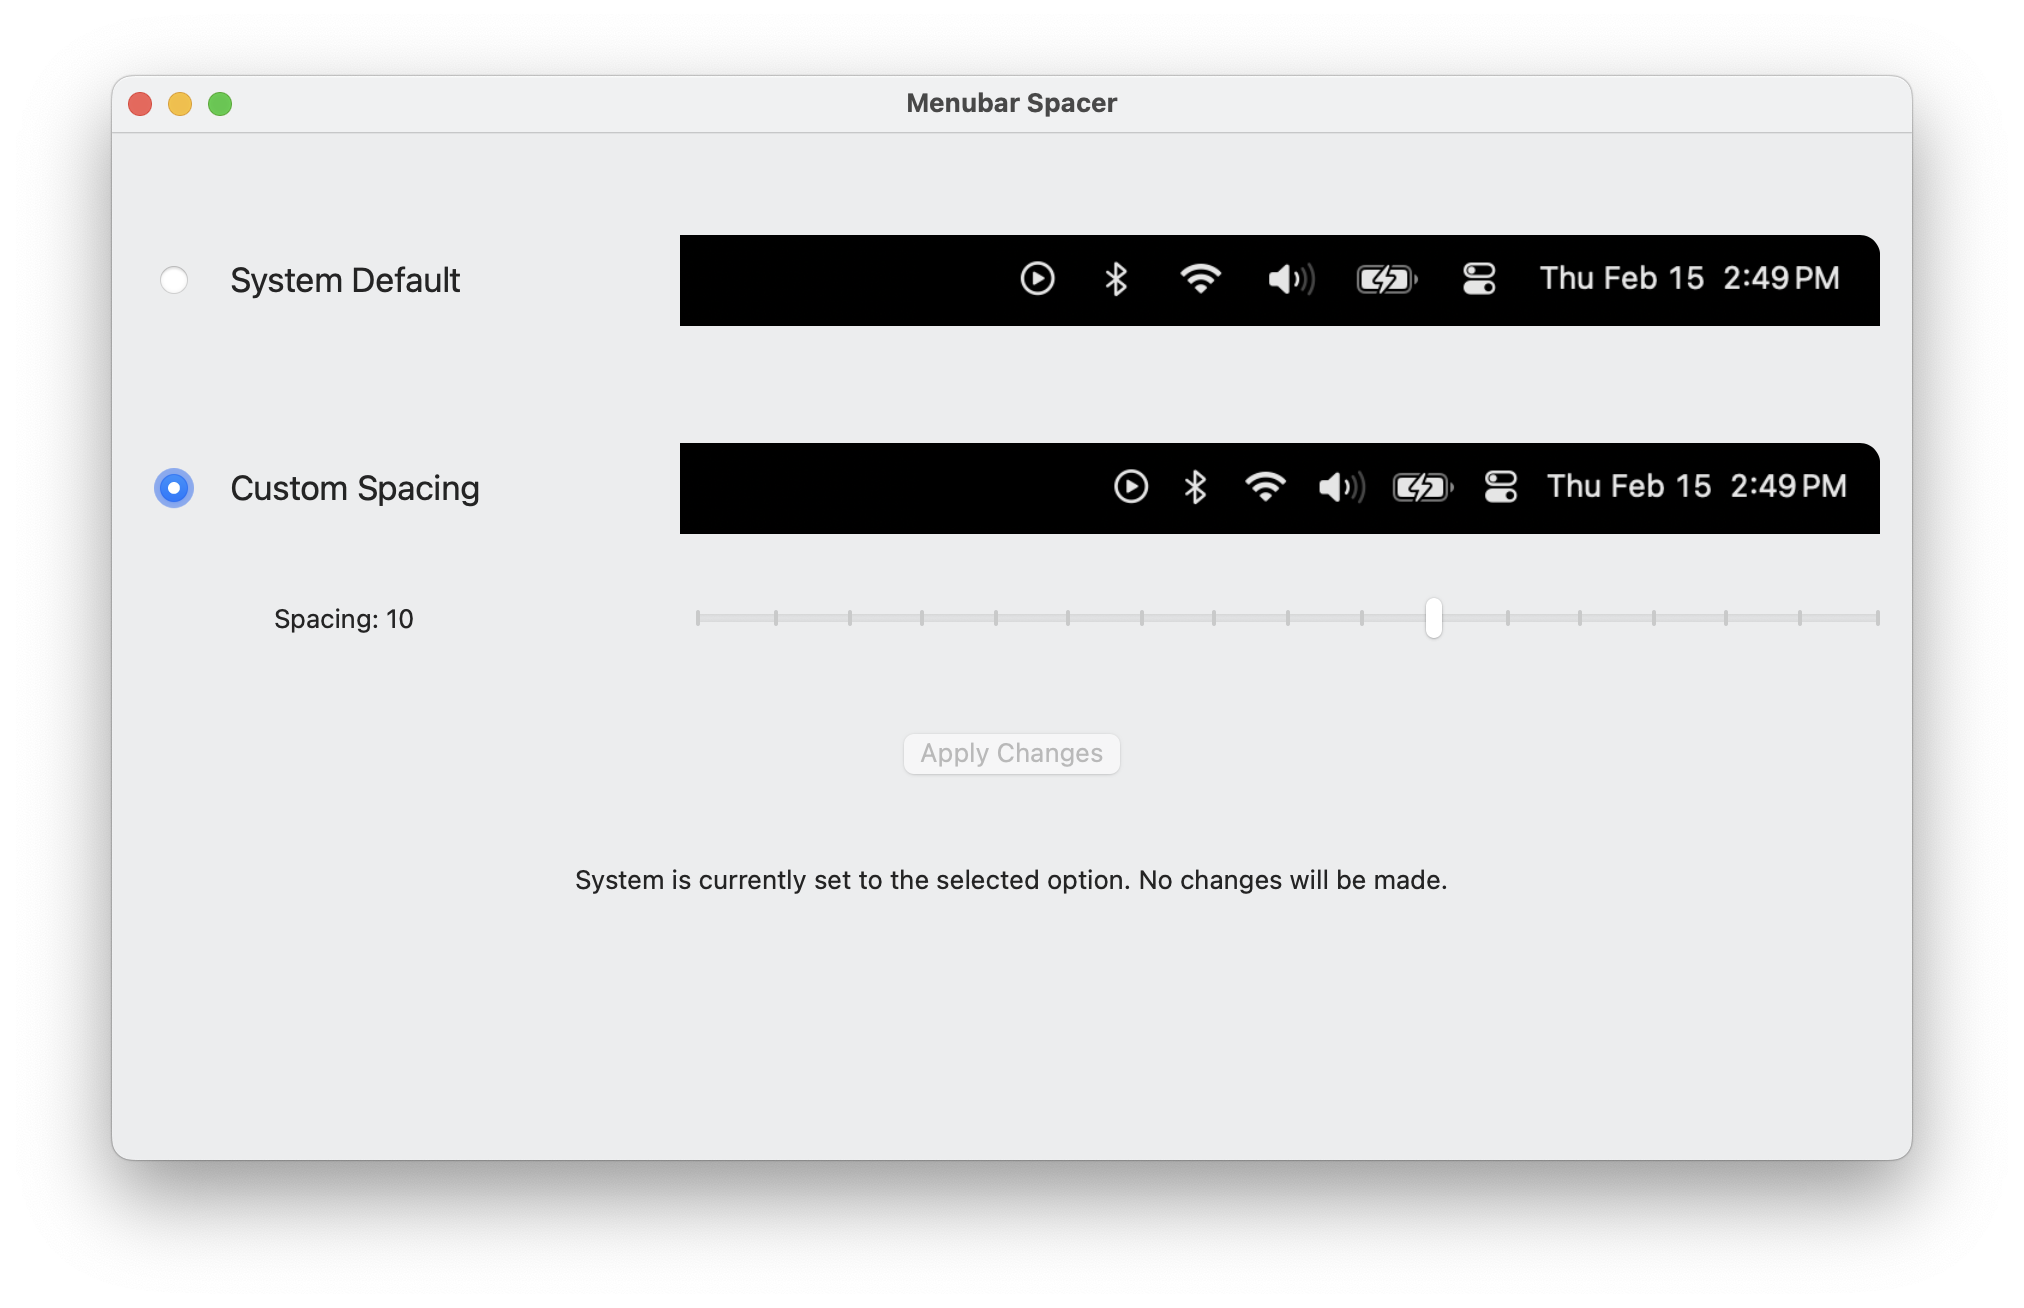 Menubar Spacer
System Default
Thu Feb 15 2:49 PM
Custom Spacing
Thu Feb 15 2:49 PM
Spacing: 10
Apply Changes
System is currently set to the selected option. No changes will be made.